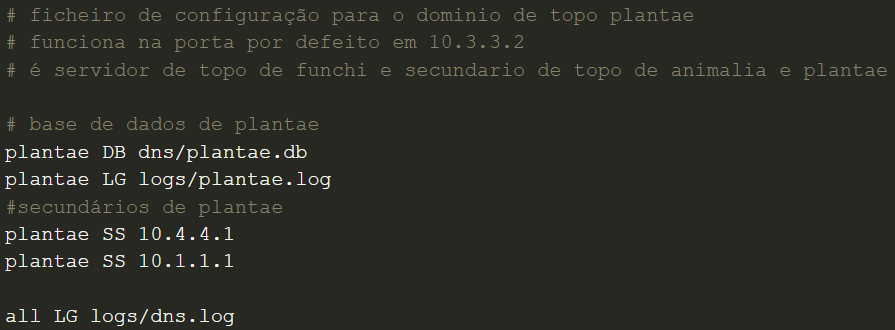 # ficheiro de configuração para o dominio de topo plantae
# funciona na porta por defeito em 10.3.3.2
# é servidor de topo de funchi e secundario de topo de animalia e plantae
# base de dados de plantae
plantae DB dns/plantae.db
plantae LG logs/plantae.log
#secundários de plantae
plantae SS 10.4.4.1
plantae SS 10.1.1.1
all LG logs/dns.log